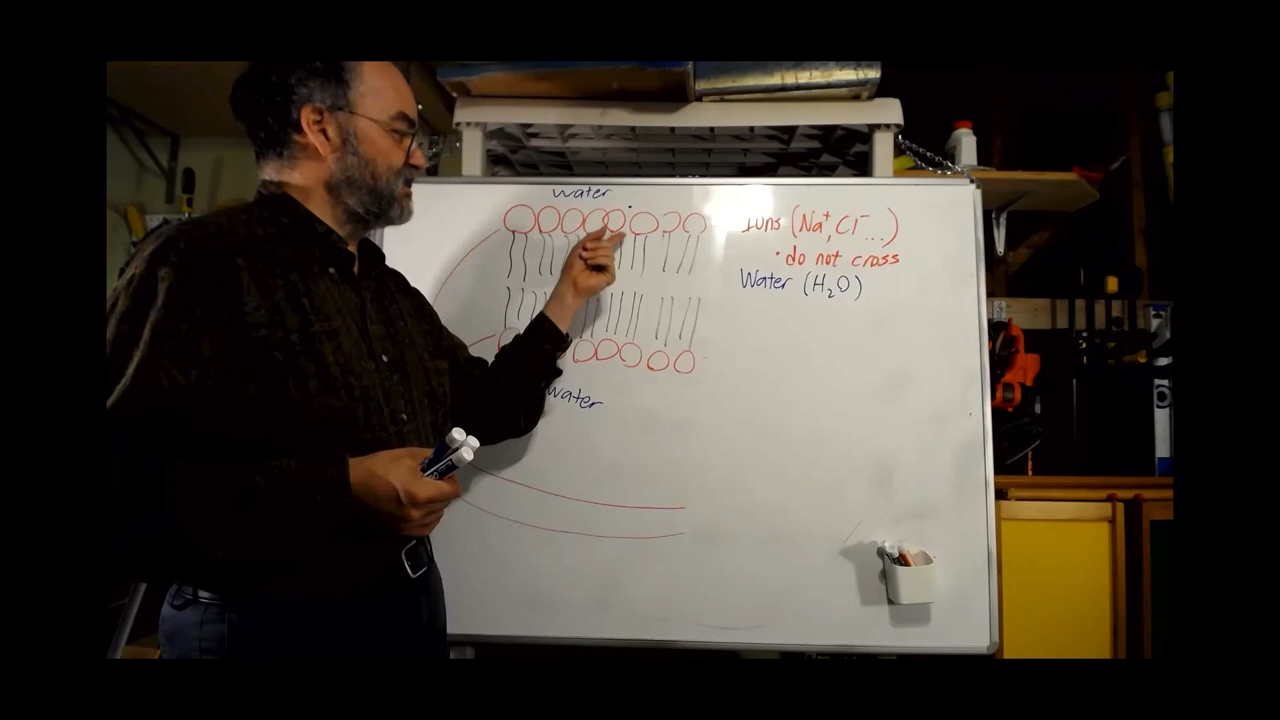 water
Ions (Na⁺, Cl⁻...)
· do not cross
Water (H₂O)
water